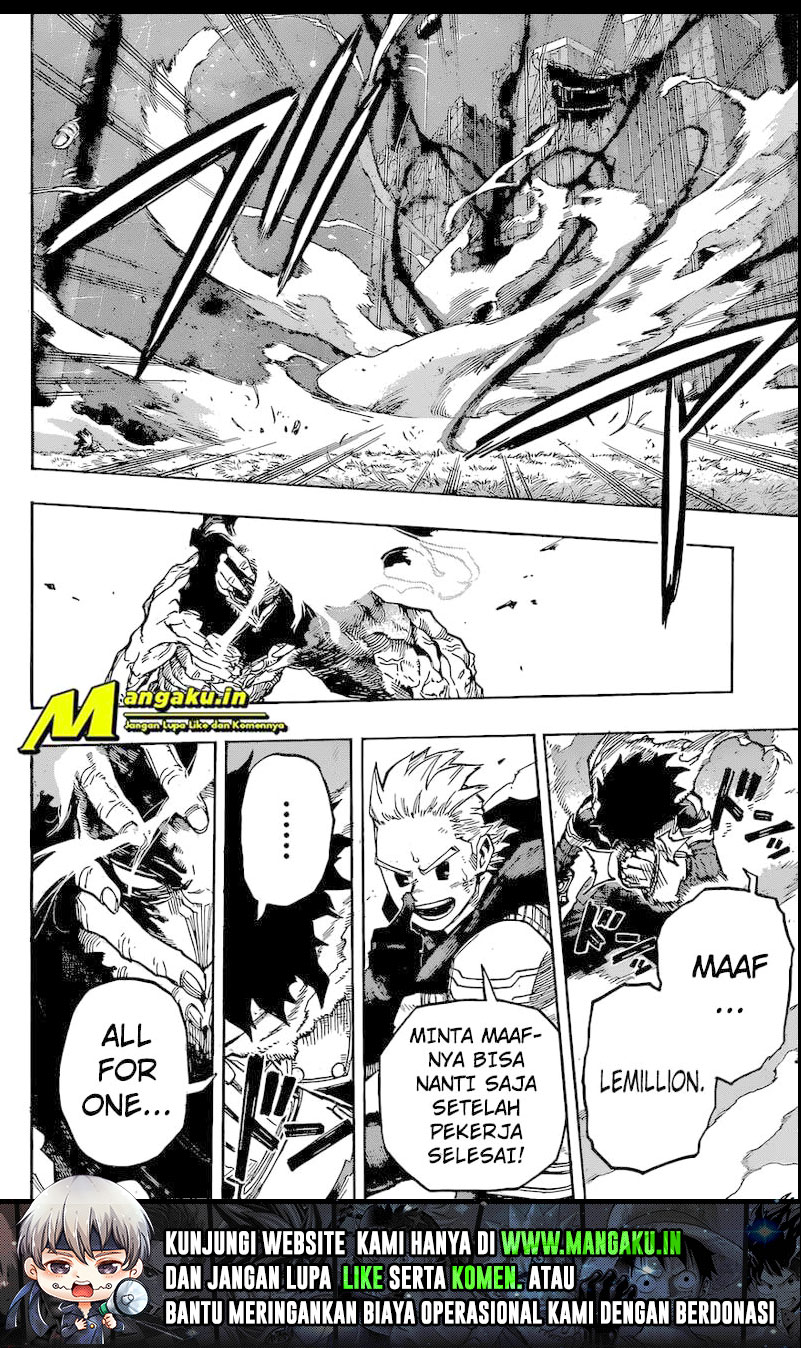 Mangaku.in
Jangan Lupa Like dan Komennya
MAAF
...
LEMILLION.
MINTA MAAF-
NYA BISA
NANTI SAJA
SETELAH
PEKERJA
SELESAI!
......
ALL
FOR
ONE...
KUNJUNGI WEBSITE KAMI HANYA DI WWW.MANGAKU.IN
DAN JANGAN LUPA LIKE SERTA KOMEN. ATAU
BANTU MERINGANKAN BIAYA OPERASIONAL KAMI DENGAN BERDONASI